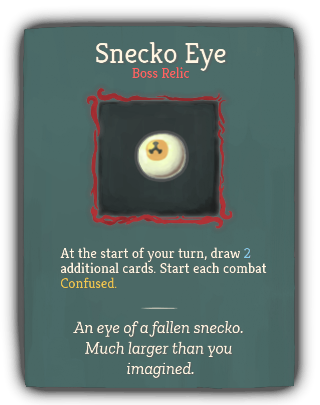 Snecko Eye
Boss Relic
At the start of your turn, draw 2
additional cards. Start each combat
Confused.
An eye of a fallen snecko.
Much larger than you
imagined.